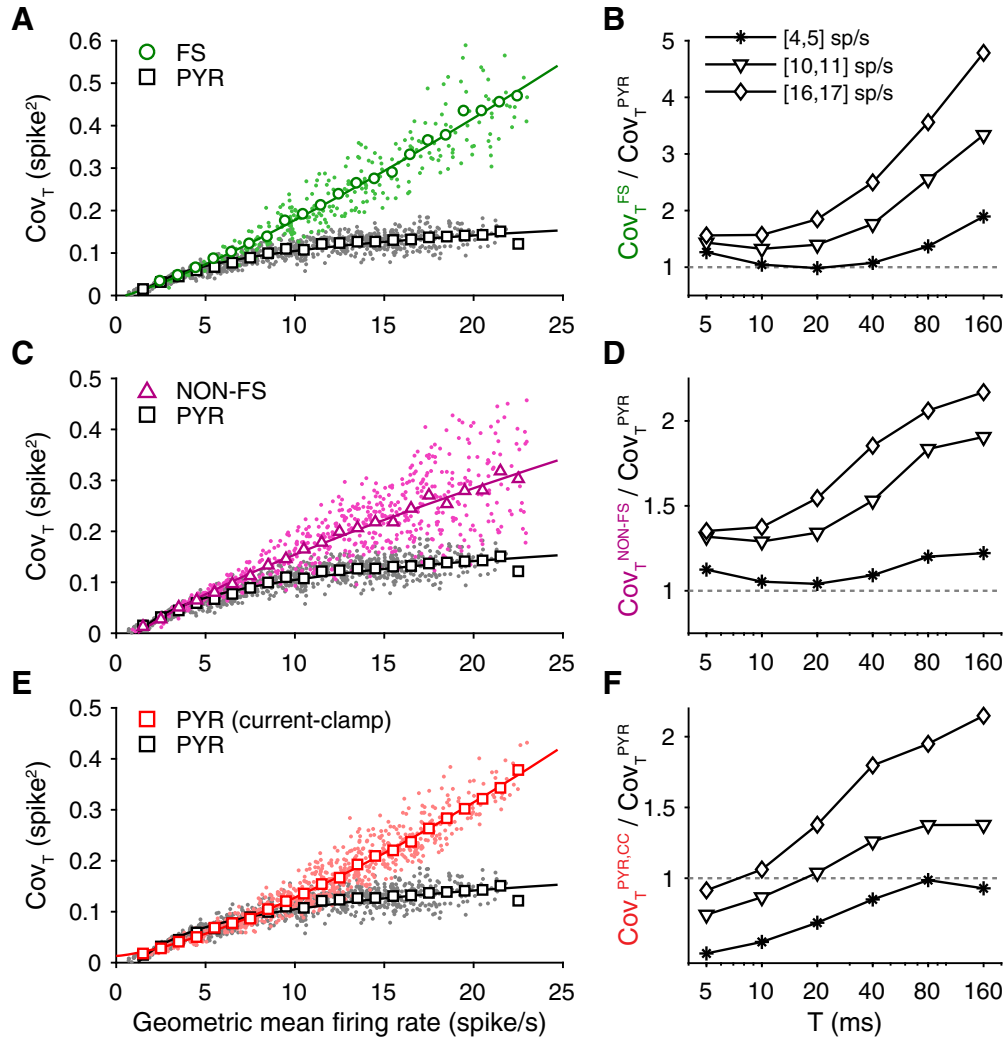 A
Cov_T (spike²)
0.6
0.5
0.4
0.3
0.2
0.1
0
FS
PYR
0 5 10 15 20 25
B
Cov_T^FS / Cov_T^PYR
5
4
3
2
1
[4,5] sp/s
[10,11] sp/s
[16,17] sp/s
5 10 20 40 80 160
C
Cov_T (spike²)
0.5
0.4
0.3
0.2
0.1
0
NON-FS
PYR
0 5 10 15 20 25
D
Cov_T^NON-FS / Cov_T^PYR
2
1.5
1
5 10 20 40 80 160
E
Cov_T (spike²)
0.5
0.4
0.3
0.2
0.1
0
PYR (current-clamp)
PYR
0 5 10 15 20 25
Geometric mean firing rate (spike/s)
F
Cov_T^PYR,CC / Cov_T^PYR
2
1.5
1
5 10 20 40 80 160
T (ms)